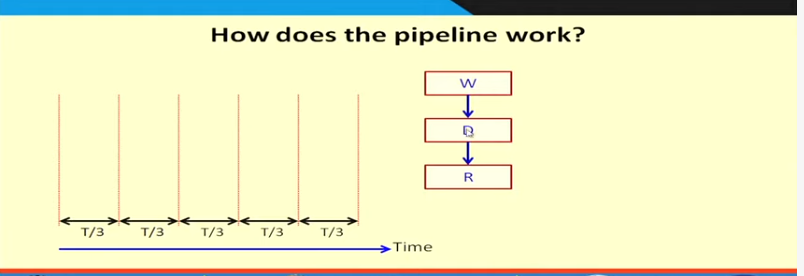 How does the pipeline work?
W
D
R
T/3 T/3 T/3 T/3 T/3
Time